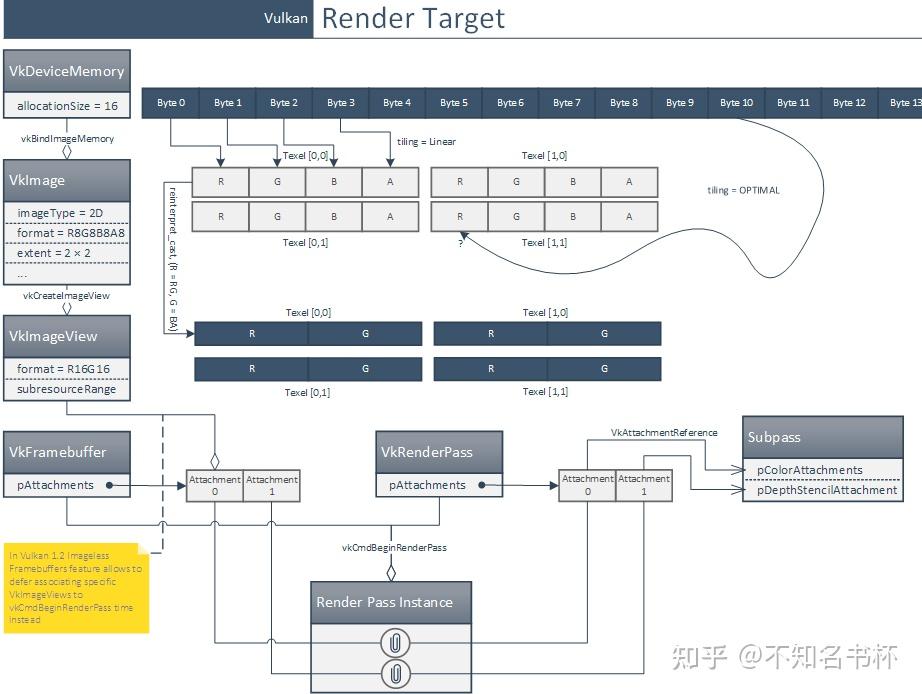 Vulkan Render Target
VkDeviceMemory
allocationSize = 16
Byte 0 Byte 1 Byte 2 Byte 3 Byte 4 Byte 5 Byte 6 Byte 7 Byte 8 Byte 9 Byte 10 Byte 11 Byte 12 Byte 13
vkBindImageMemory
tiling = Linear
Texel [0,0] Texel [1,0]
VkImage
imageType = 2D
format = R8G8B8A8
extent = 2 × 2
...
R G B A R G B A
tiling = OPTIMAL
R G B A R G B A
Texel [0,1] ? Texel [1,1]
reinterpret_cast, (R = RG, G = BA)
vkCreateImageView
Texel [0,0] Texel [1,0]
VkImageView
format = R16G16
subresourceRange
R G R G
R G R G
Texel [0,1] Texel [1,1]
VkFramebuffer
pAttachments
Attachment
0
Attachment
1
VkRenderPass
pAttachments
Attachment
0
Attachment
1
VkAttachmentReference
Subpass
pColorAttachments
pDepthStencilAttachment
vkCmdBeginRenderPass
In Vulkan 1.2 Imageless
Framebuffers feature allows to
defer associating specific
VkImageViews to
vkCmdBeginRenderPass time
instead
Render Pass Instance
知乎 @不知名书杯